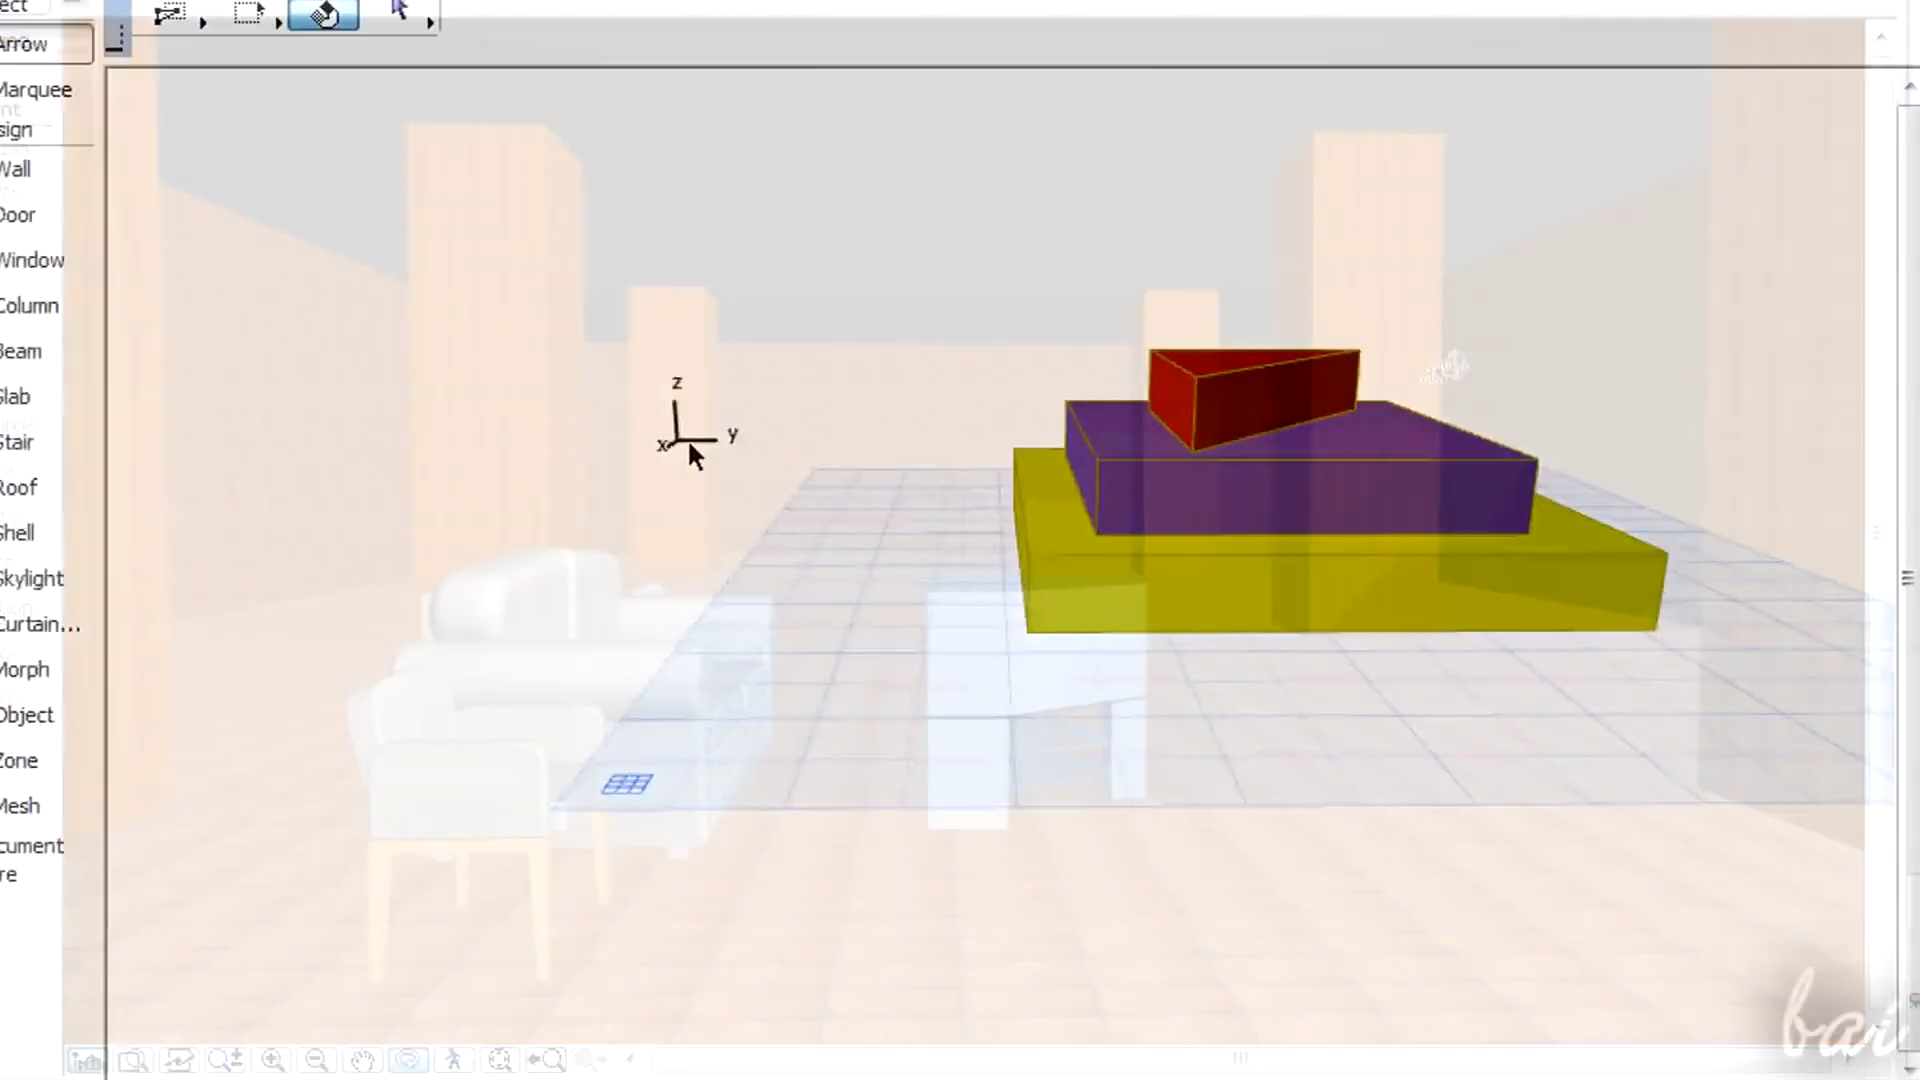 ect
Arrow
Marquee
sign
Wall
Door
Window
Column
Beam
Slab
Stair
Roof
Shell
Skylight
Curtain...
Morph
Object
Zone
Mesh
cument
re
z
x y
bai